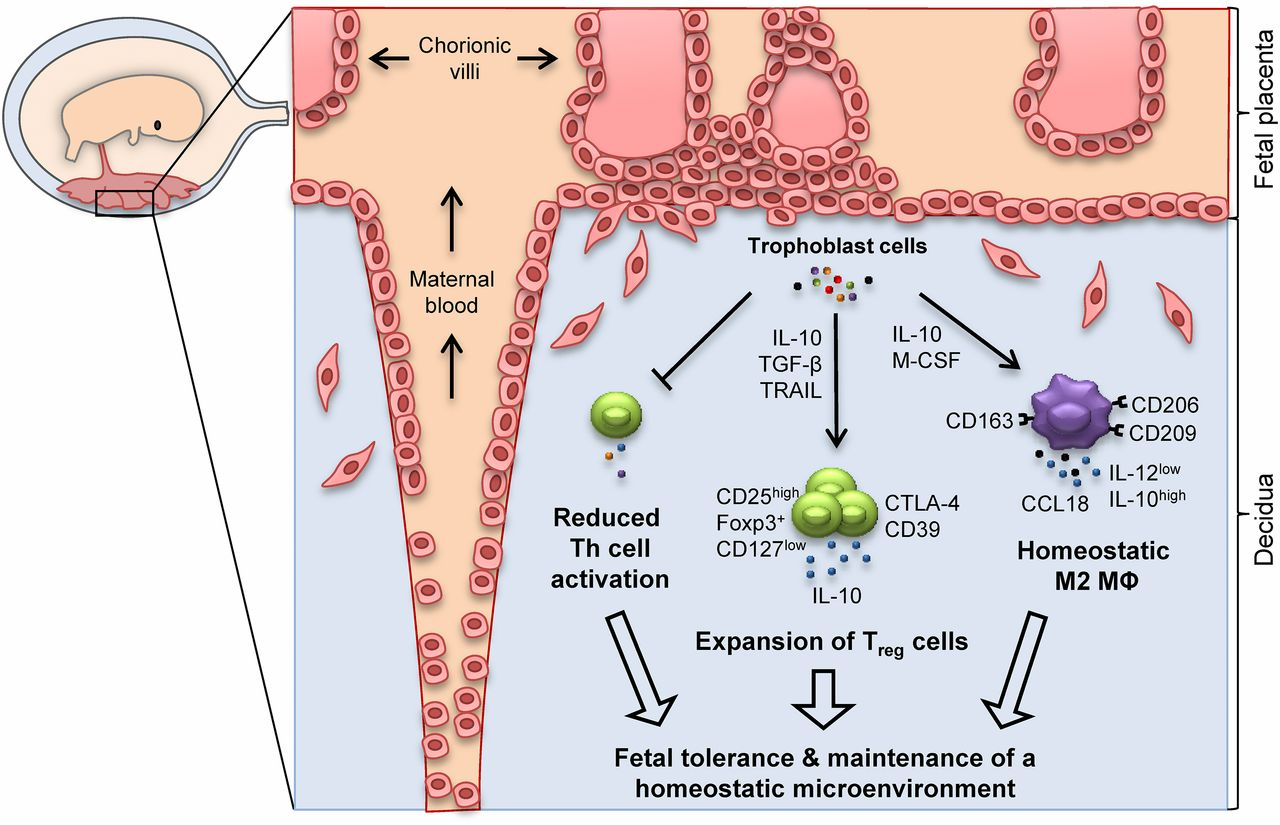 Chorionic
villi
Fetal placenta
Maternal
blood
Trophoblast cells
IL-10
TGF-β
TRAIL
IL-10
M-CSF
CD163
CD206
CD209
IL-12low
IL-10high
CCL18
CD25high
Foxp3+
CD127low
CTLA-4
CD39
IL-10
Reduced
Th cell
activation
Expansion of Treg cells
Homeostatic
M2 MΦ
Decidua
Fetal tolerance & maintenance of a
homeostatic microenvironment